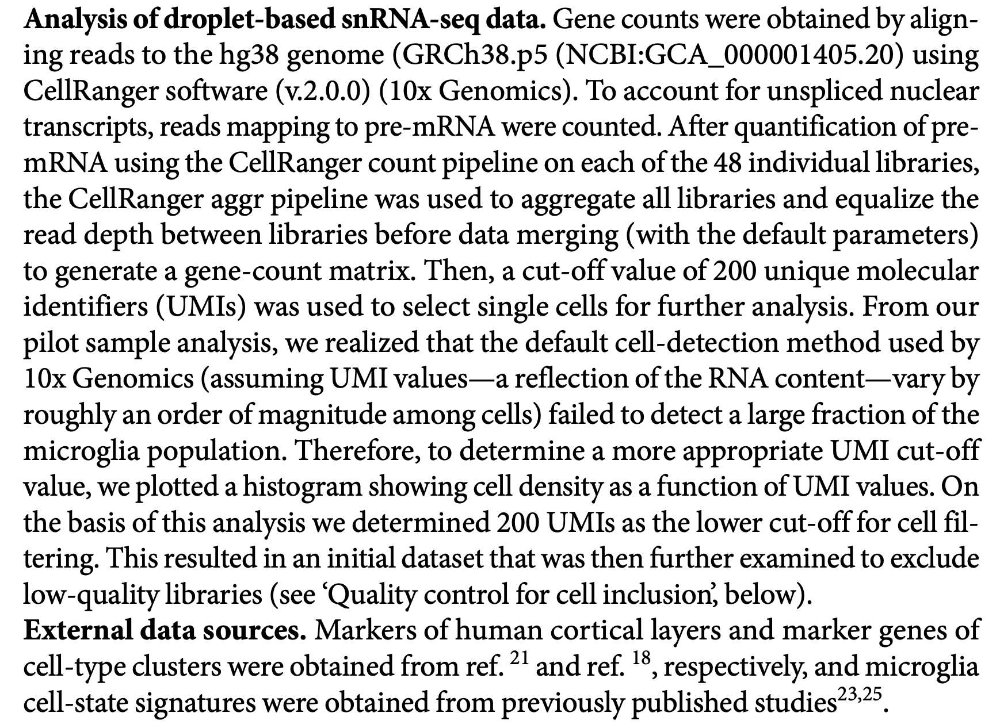 Analysis of droplet-based snRNA-seq data. Gene counts were obtained by align-
ing reads to the hg38 genome (GRCh38.p5 (NCBI:GCA_000001405.20) using
CellRanger software (v.2.0.0) (10x Genomics). To account for unspliced nuclear
transcripts, reads mapping to pre-mRNA were counted. After quantification of pre-
mRNA using the CellRanger count pipeline on each of the 48 individual libraries,
the CellRanger aggr pipeline was used to aggregate all libraries and equalize the
read depth between libraries before data merging (with the default parameters)
to generate a gene-count matrix. Then, a cut-off value of 200 unique molecular
identifiers (UMIs) was used to select single cells for further analysis. From our
pilot sample analysis, we realized that the default cell-detection method used by
10x Genomics (assuming UMI values—a reflection of the RNA content—vary by
roughly an order of magnitude among cells) failed to detect a large fraction of the
microglia population. Therefore, to determine a more appropriate UMI cut-off
value, we plotted a histogram showing cell density as a function of UMI values. On
the basis of this analysis we determined 200 UMIs as the lower cut-off for cell fil-
tering. This resulted in an initial dataset that was then further examined to exclude
low-quality libraries (see ‘Quality control for cell inclusion’, below).
External data sources. Markers of human cortical layers and marker genes of
cell-type clusters were obtained from ref. 21 and ref. 18, respectively, and microglia
cell-state signatures were obtained from previously published studies23,25.